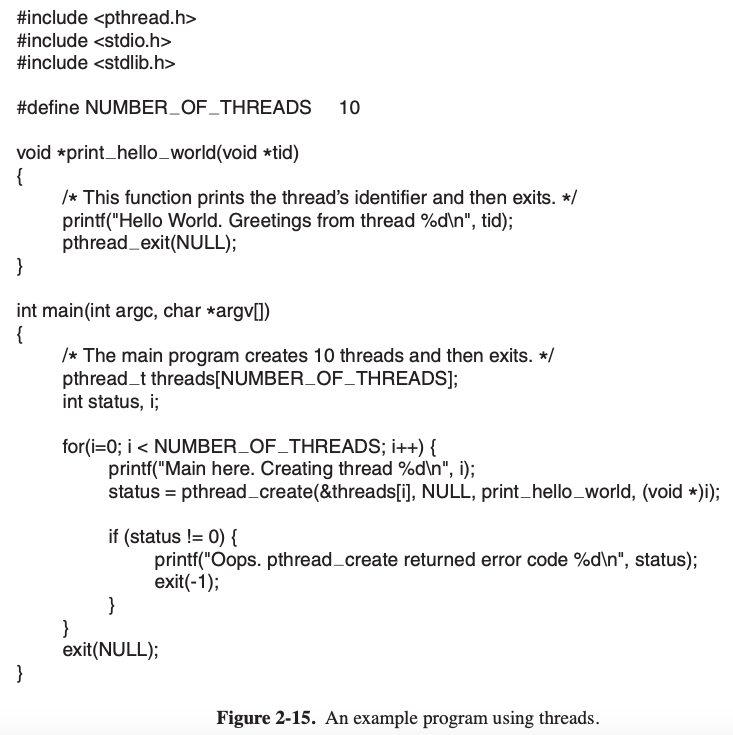 #include <pthread.h>
#include <stdio.h>
#include <stdlib.h>
#define NUMBER_OF_THREADS 10
void *print_hello_world(void *tid)
{
/* This function prints the thread’s identifier and then exits. */
printf("Hello World. Greetings from thread %d\n", tid);
pthread_exit(NULL);
}
int main(int argc, char *argv[])
{
/* The main program creates 10 threads and then exits. */
pthread_t threads[NUMBER_OF_THREADS];
int status, i;
for(i=0; i < NUMBER_OF_THREADS; i++) {
printf("Main here. Creating thread %d\n", i);
status = pthread_create(&threads[i], NULL, print_hello_world, (void *)i);
if (status != 0) {
printf("Oops. pthread_create returned error code %d\n", status);
exit(-1);
}
}
exit(NULL);
}
Figure 2-15. An example program using threads.